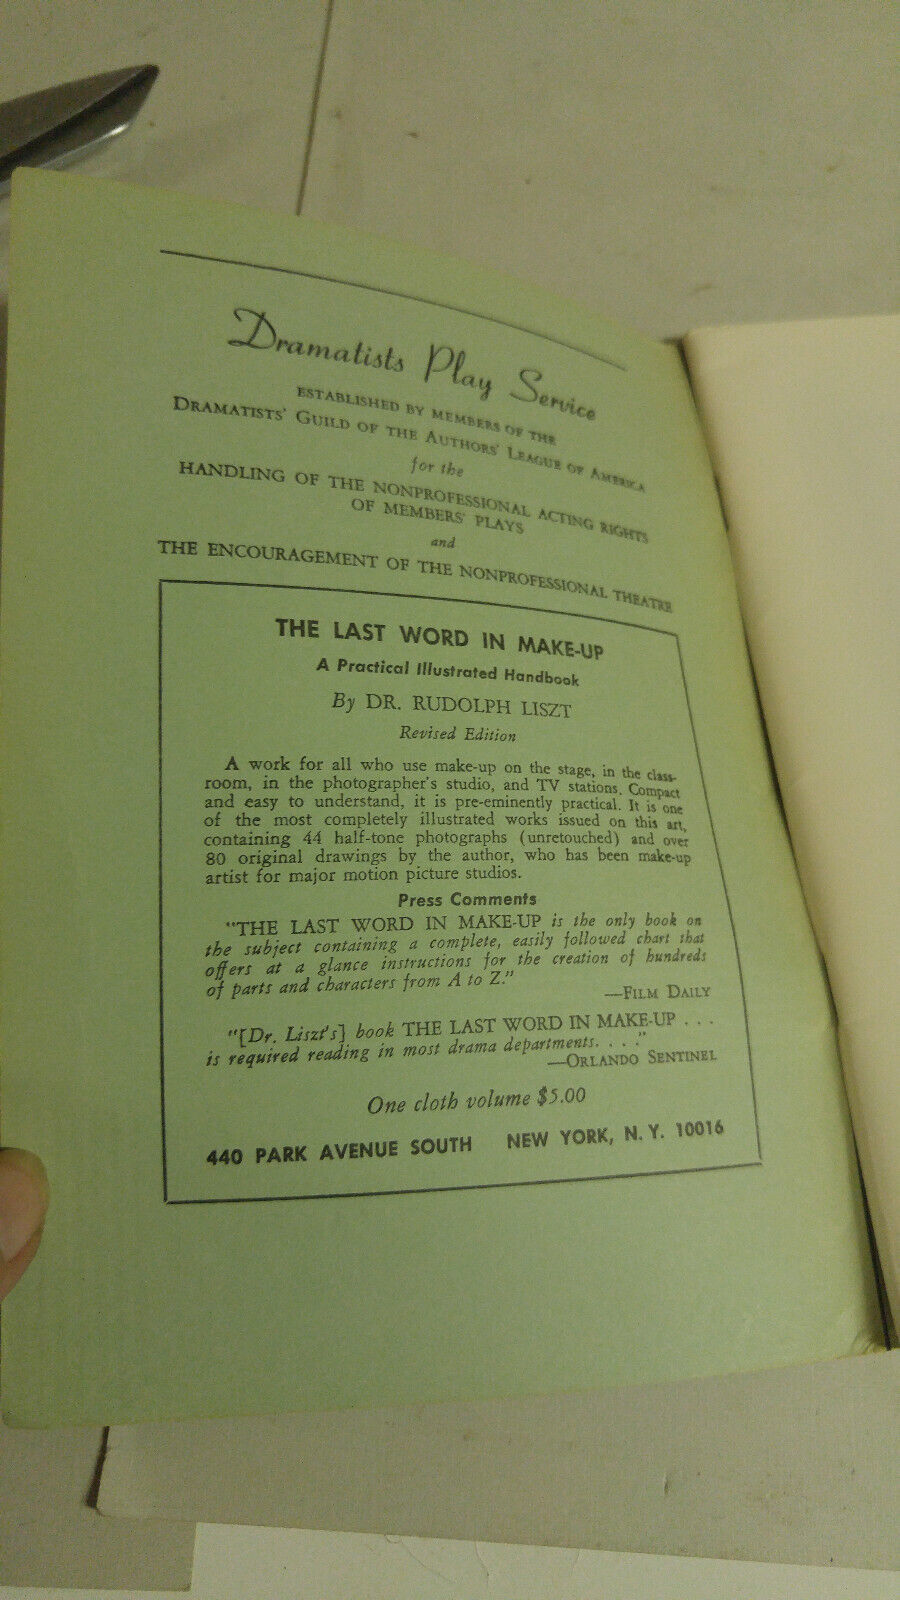 Dramatists Play Service
ESTABLISHED BY MEMBERS OF THE
DRAMATISTS' GUILD OF THE AUTHORS' LEAGUE OF AMERICA
for the
HANDLING OF THE NONPROFESSIONAL ACTING RIGHTS
OF MEMBERS' PLAYS
and
THE ENCOURAGEMENT OF THE NONPROFESSIONAL THEATRE
THE LAST WORD IN MAKE-UP
A Practical Illustrated Handbook
By DR. RUDOLPH LISZT
Revised Edition
A work for all who use make-up on the stage, in the class-
room, in the photographer's studio, and TV stations. Compact
and easy to understand, it is pre-eminently practical. It is one
of the most completely illustrated works issued on this art,
containing 44 half-tone photographs (unretouched) and over
80 original drawings by the author, who has been make-up
artist for major motion picture studios.
Press Comments
"THE LAST WORD IN MAKE-UP is the only book on
the subject containing a complete, easily followed chart that
offers at a glance instructions for the creation of hundreds
of parts and characters from A to Z."
—FILM DAILY
"[Dr. Liszt's] book THE LAST WORD IN MAKE-UP . . .
is required reading in most drama departments. . . ."
—ORLANDO SENTINEL
One cloth volume $5.00
440 PARK AVENUE SOUTH NEW YORK, N. Y. 10016